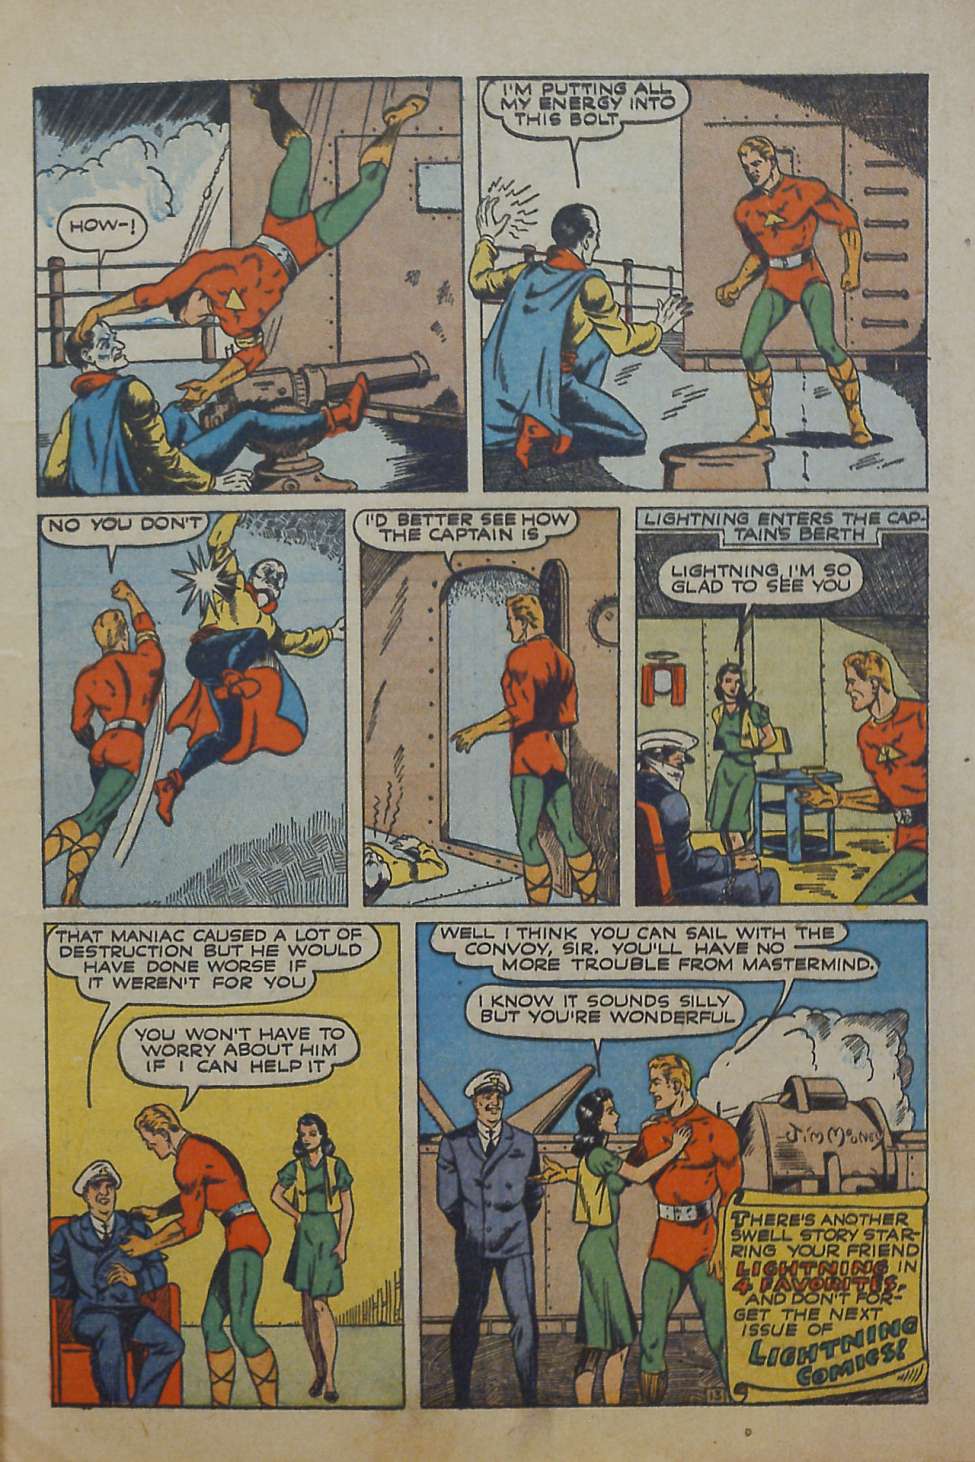 HOW-!
I'M PUTTING ALL
MY ENERGY INTO
THIS BOLT
NO YOU DON'T
I'D BETTER SEE HOW
THE CAPTAIN IS
LIGHTNING ENTERS THE CAP-
TAIN'S BERTH
LIGHTNING, I'M SO
GLAD TO SEE YOU
THAT MANIAC CAUSED A LOT OF
DESTRUCTION BUT HE WOULD
HAVE DONE WORSE IF
IT WEREN'T FOR YOU
YOU WON'T HAVE TO
WORRY ABOUT HIM
IF I CAN HELP IT
WELL I THINK YOU CAN SAIL WITH THE
CONVOY, SIR. YOU'LL HAVE NO
MORE TROUBLE FROM MASTERMIND.
I KNOW IT SOUNDS SILLY
BUT YOU'RE WONDERFUL
Jim Mooney
THERE'S ANOTHER
SWELL STORY STAR-
RING YOUR FRIEND
LIGHTNING IN
4 FAVORITES,
AND DON'T FOR-
GET THE NEXT
ISSUE OF
LIGHTNING
COMICS!
13